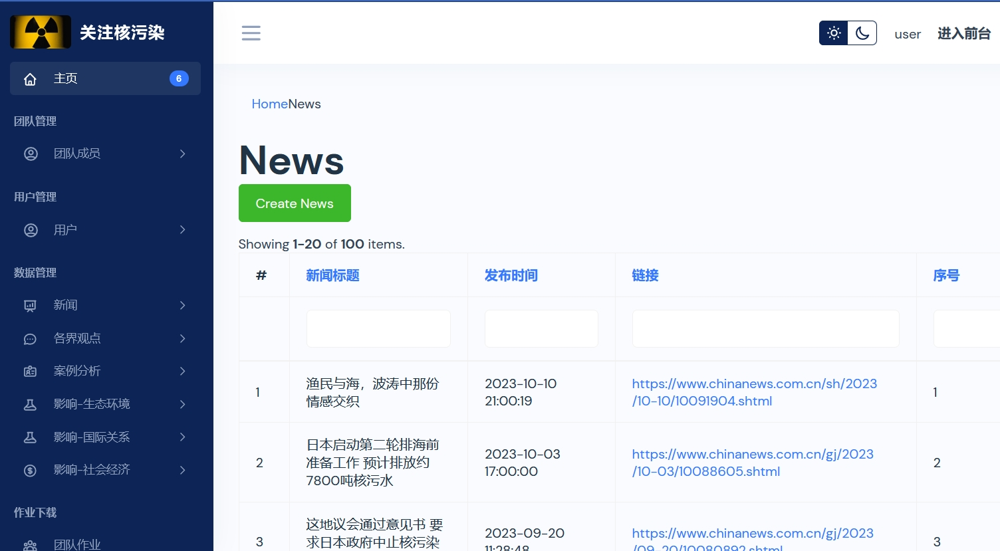 关注核污染
主页 6
团队管理
团队成员
用户管理
用户
数据管理
新闻
各界观点
案例分析
影响-生态环境
影响-国际关系
影响-社会经济
作业下载
团队作业
user 进入前台
HomeNews
News
Create News
Showing 1-20 of 100 items.
# 新闻标题 发布时间 链接 序号
1 渔民与海，波涛中那份 2023-10-10 https://www.chinanews.com.cn/sh/2023 1
情感交织 21:00:19 /10-10/10091904.shtml
2 日本启动第二轮排海前 2023-10-03 https://www.chinanews.com.cn/gj/2023 2
准备工作 预计排放约 17:00:00 /10-03/10088605.shtml
7800吨核污水
3 这地议会通过意见书 要 2023-09-20 https://www.chinanews.com.cn/gj/2023 3
求日本政府中止核污染 11:28:48 /09-20/10080892.shtml